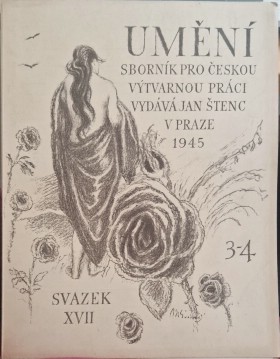 UMĚNÍ
SBORNÍK PRO ČESKOU
VÝTVARNOU PRÁCI
VYDÁVÁ JAN ŠTENC
V PRAZE
1945
3-4
SVAZEK
XVII